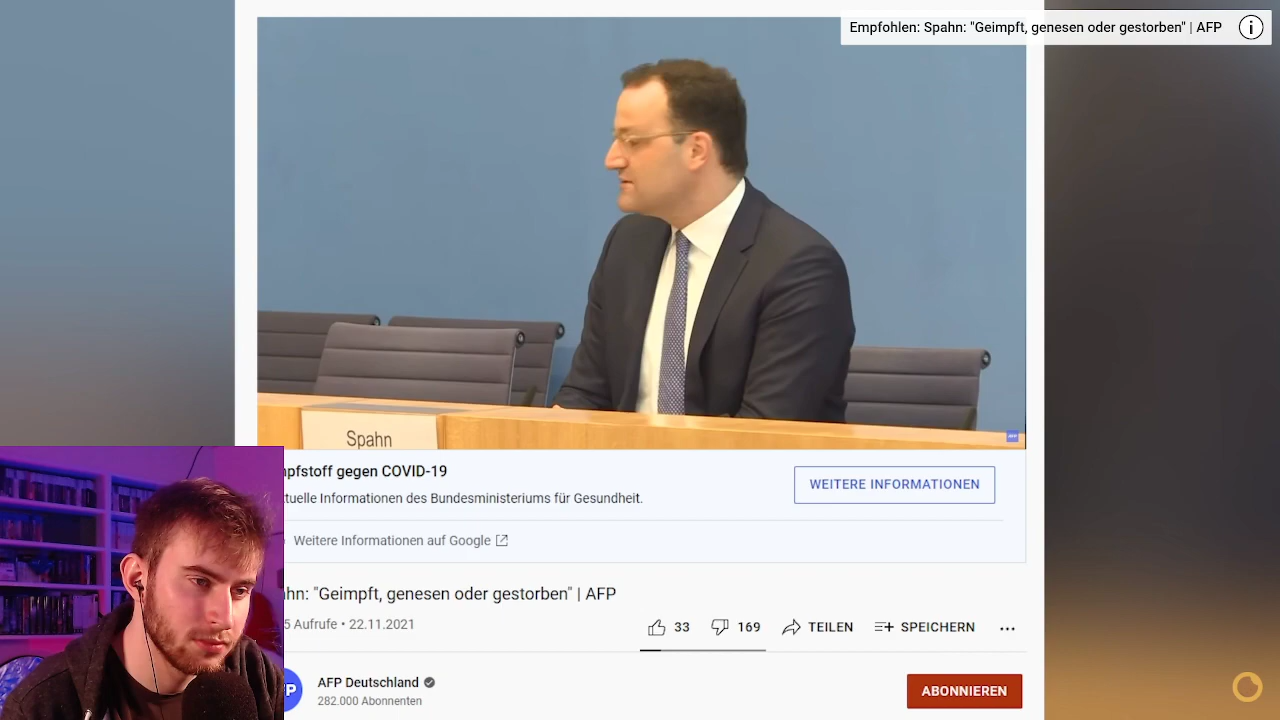 Empfohlen: Spahn: "Geimpft, genesen oder gestorben" | AFP
Spahn
mpfstoff gegen COVID-19
tuelle Informationen des Bundesministeriums für Gesundheit.
WEITERE INFORMATIONEN
Weitere Informationen auf Google
hn: "Geimpft, genesen oder gestorben" | AFP
5 Aufrufe • 22.11.2021
33
169
TEILEN
SPEICHERN
AFP Deutschland
282.000 Abonnenten
ABONNIEREN